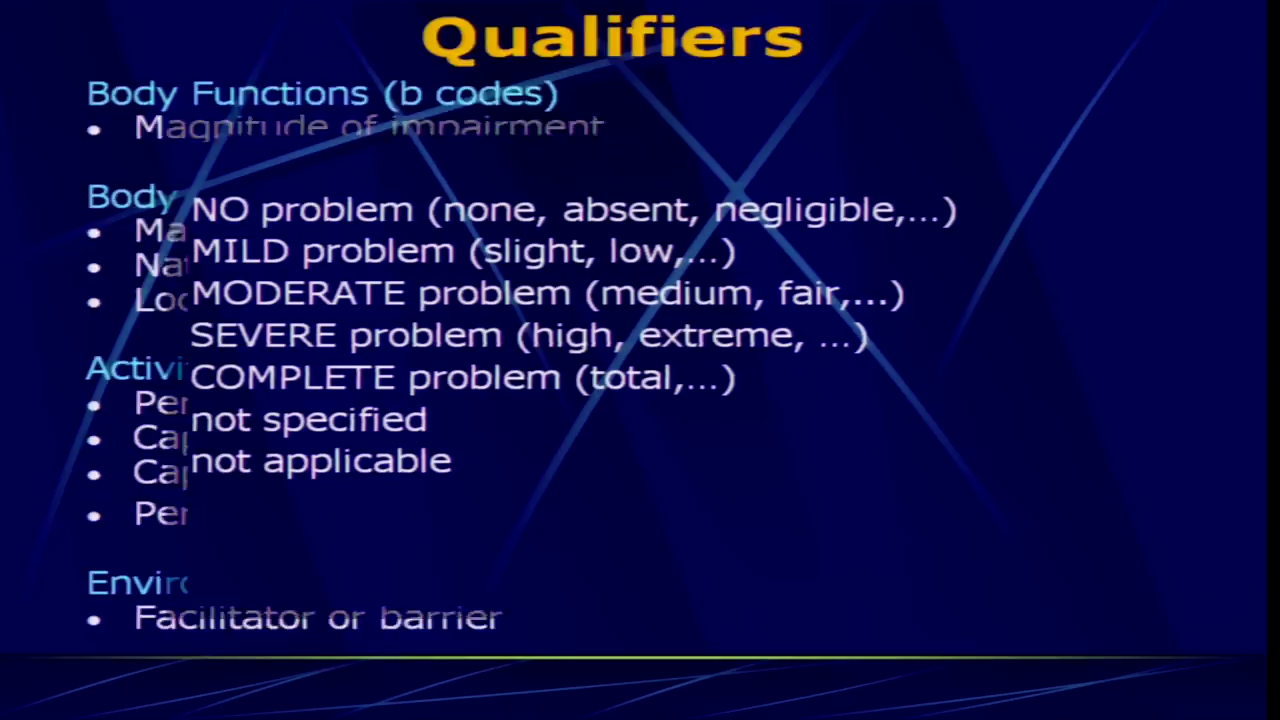 Qualifiers
Body Functions (b codes)
• Magnitude of impairment
Body
NO problem (none, absent, negligible,...)
MILD problem (slight, low,...)
MODERATE problem (medium, fair,...)
SEVERE problem (high, extreme, ...)
COMPLETE problem (total,...)
not specified
not applicable
• Facilitator or barrier